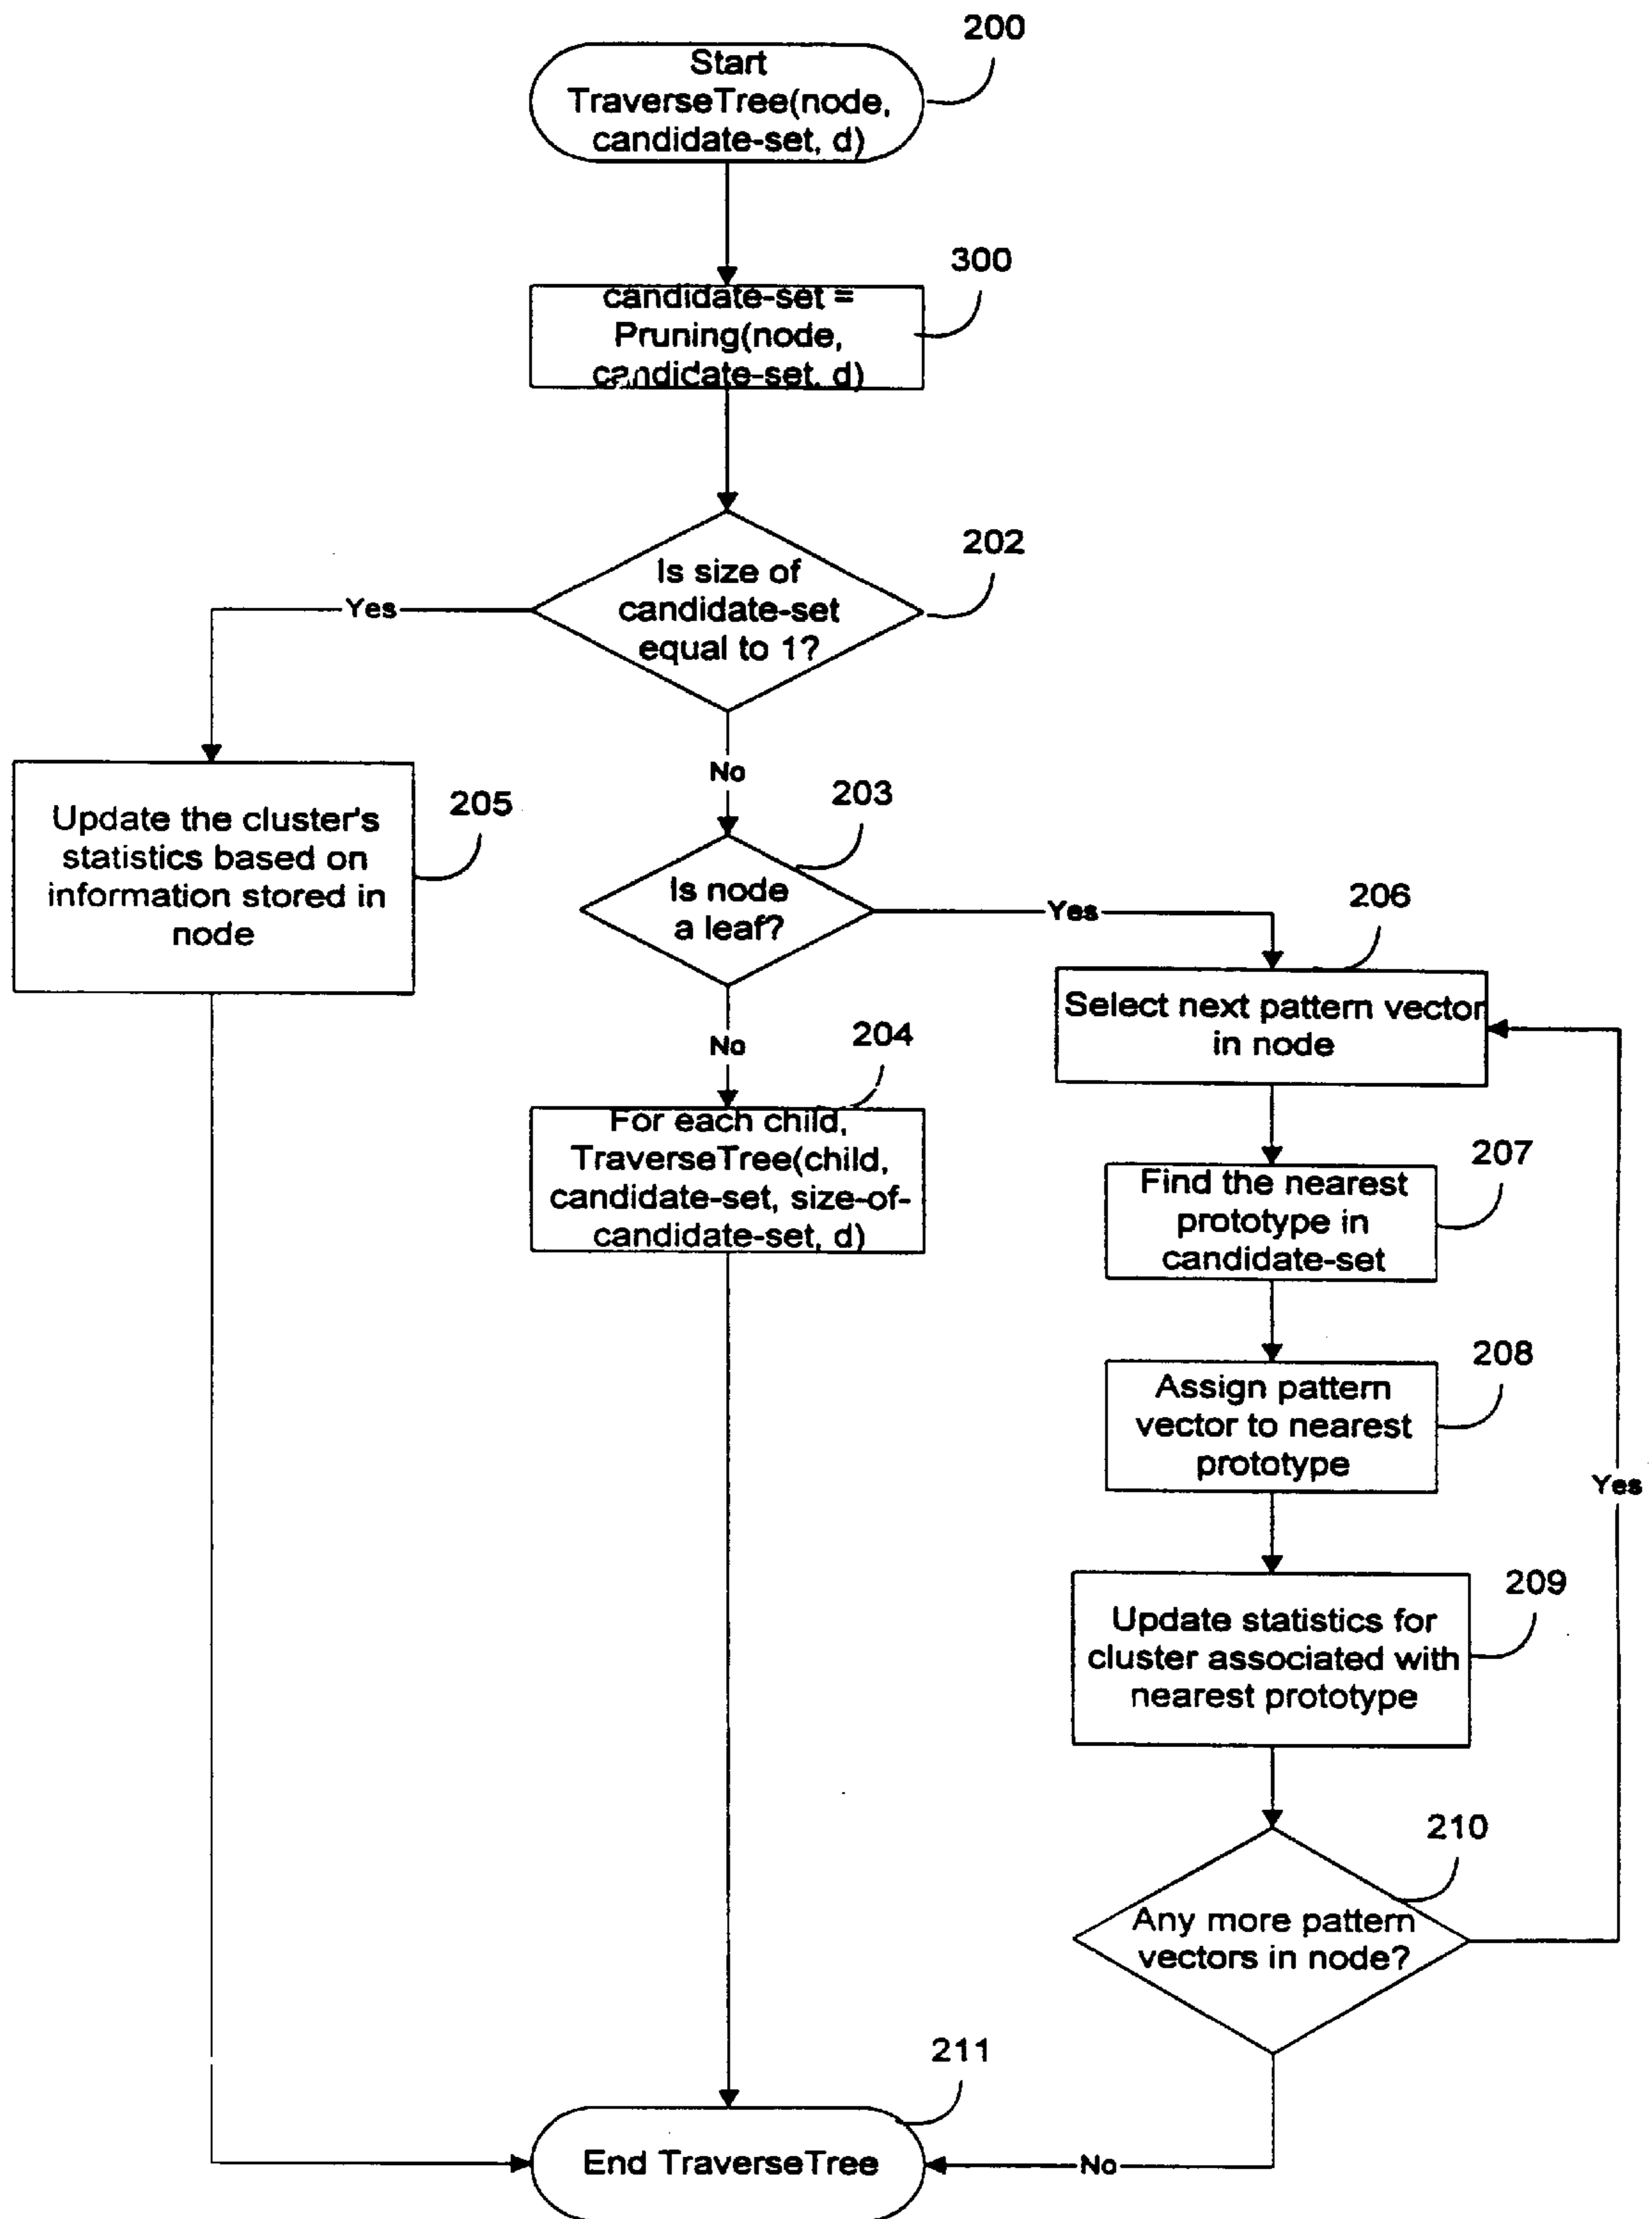 200
Start
TraverseTree(node,
candidate-set, d)
300
candidate-set =
Pruning(node,
candidate-set, d)
202
Is size of
candidate-set
equal to 1?
Yes
No
205
Update the cluster's
statistics based on
information stored in
node
203
Is node
a leaf?
Yes
No
204
For each child,
TraverseTree(child,
candidate-set, size-of-
candidate-set, d)
206
Select next pattern vector
in node
207
Find the nearest
prototype in
candidate-set
208
Assign pattern
vector to nearest
prototype
Yes
209
Update statistics for
cluster associated with
nearest prototype
210
Any more pattern
vectors in node?
211
End TraverseTree
No